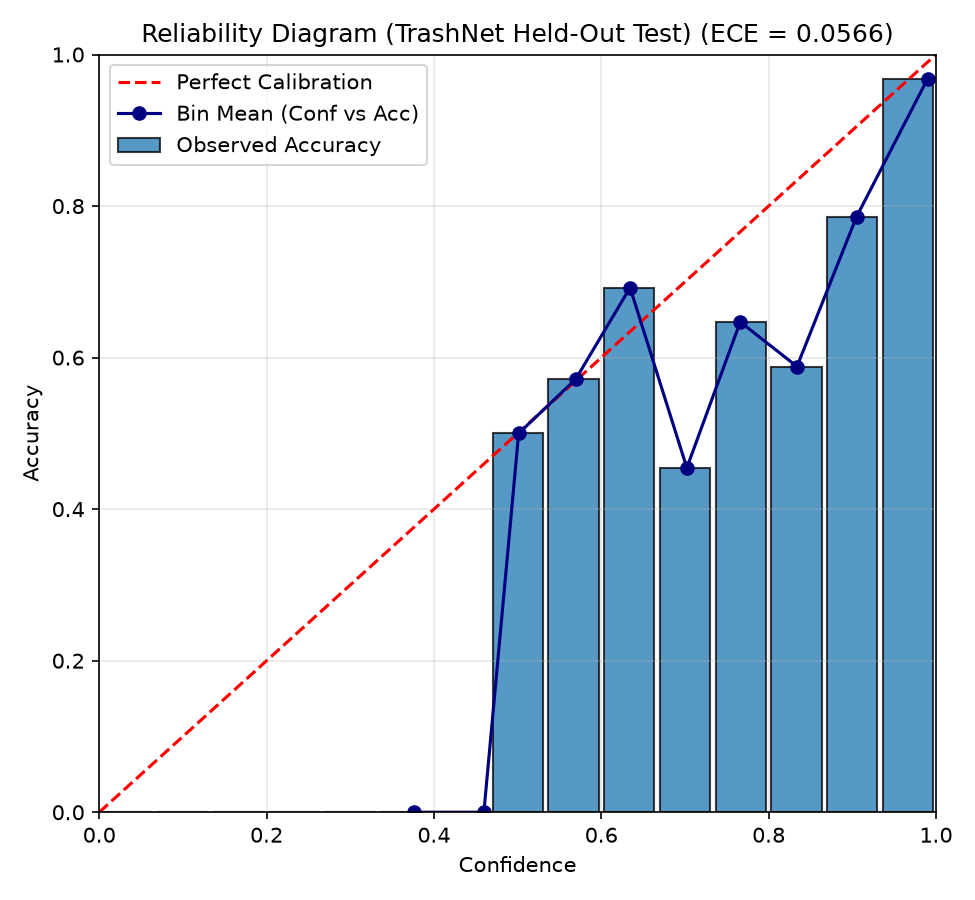 Reliability Diagram (TrashNet Held-Out Test) (ECE = 0.0566)
Perfect Calibration
Bin Mean (Conf vs Acc)
Observed Accuracy
1.0
0.8
0.6
0.4
0.2
0.0
Accuracy
0.0 0.2 0.4 0.6 0.8 1.0
Confidence